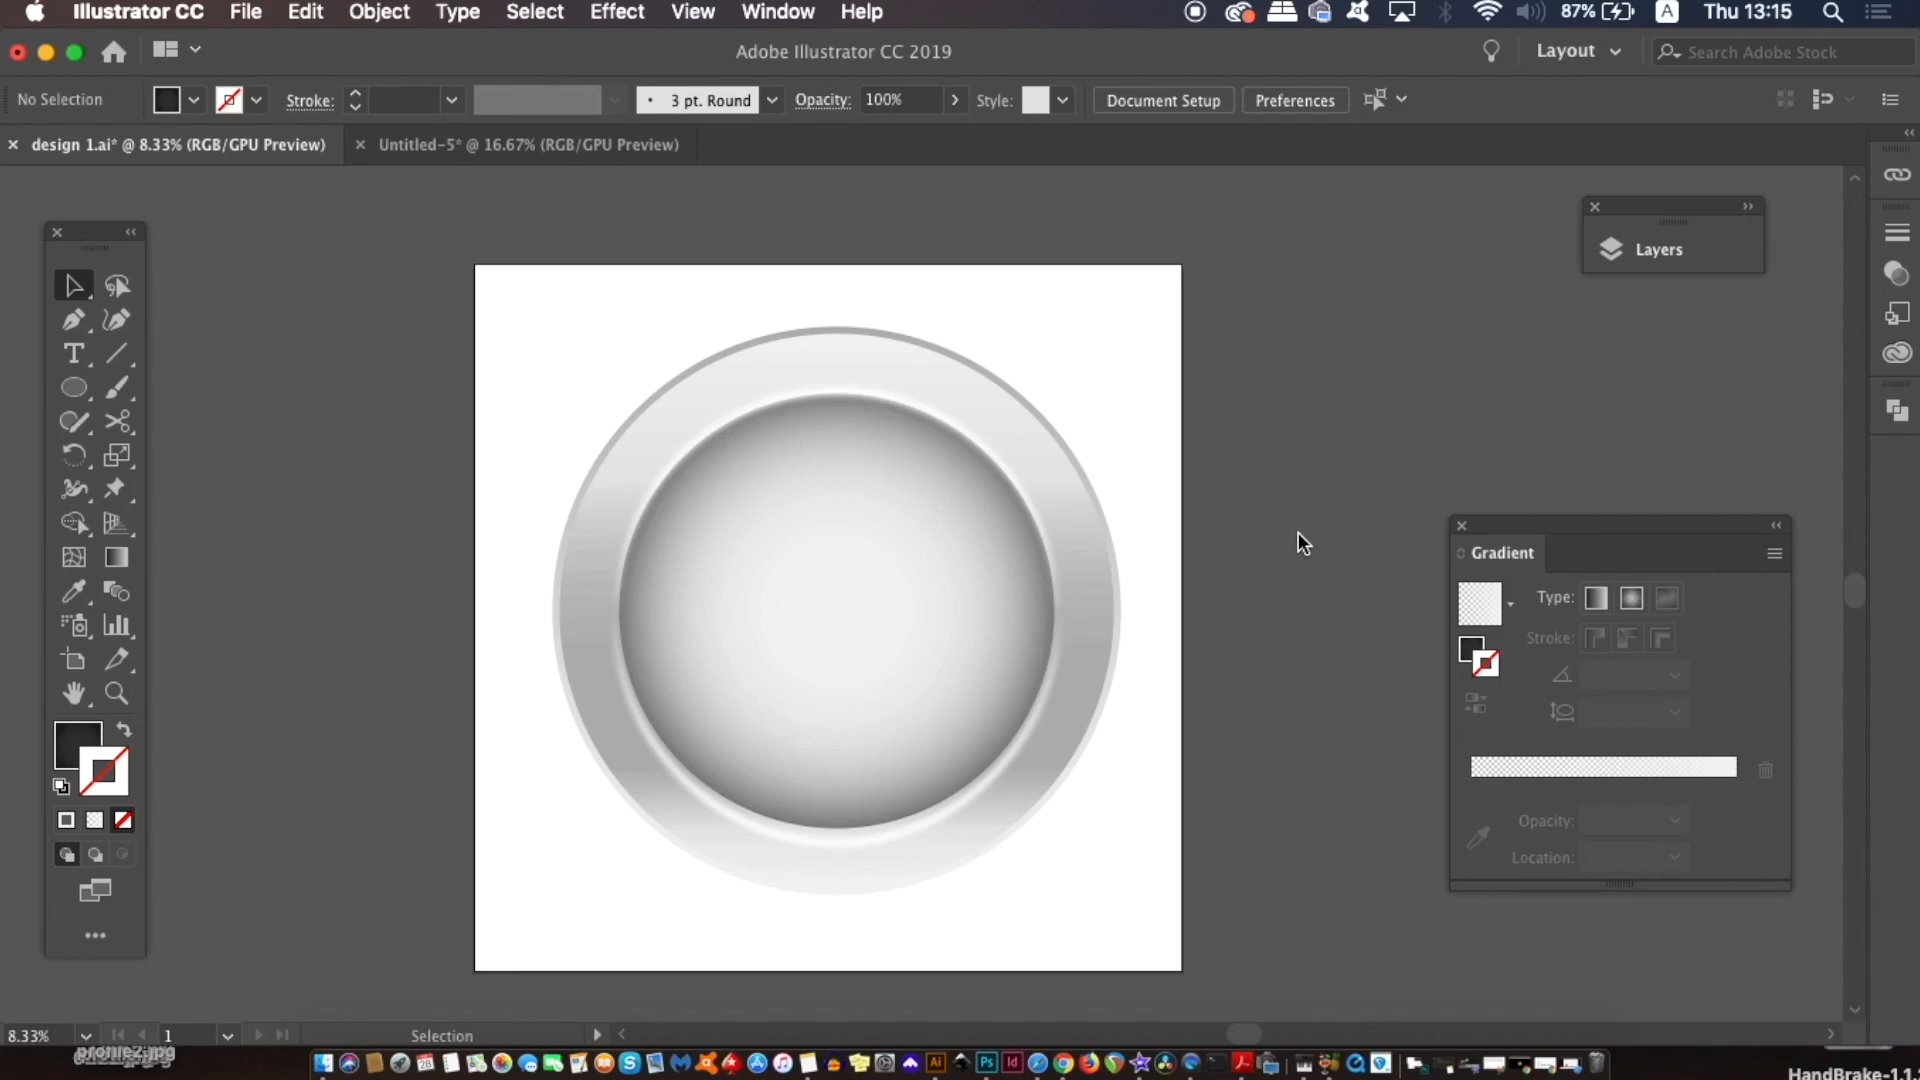 Illustrator CC File Edit Object Type Select Effect View Window Help 87% A Thu 13:15
Adobe Illustrator CC 2019 Layout Search Adobe Stock
No Selection Stroke: 3 pt. Round Opacity: 100% Style: Document Setup Preferences
design 1.ai* @ 8.33% (RGB/GPU Preview) Untitled-5* @ 16.67% (RGB/GPU Preview)
Layers
Gradient
Type:
Stroke:
Opacity:
Location:
8.33% 1 Selection
Ai Ps Id
HandBrake-1.1.